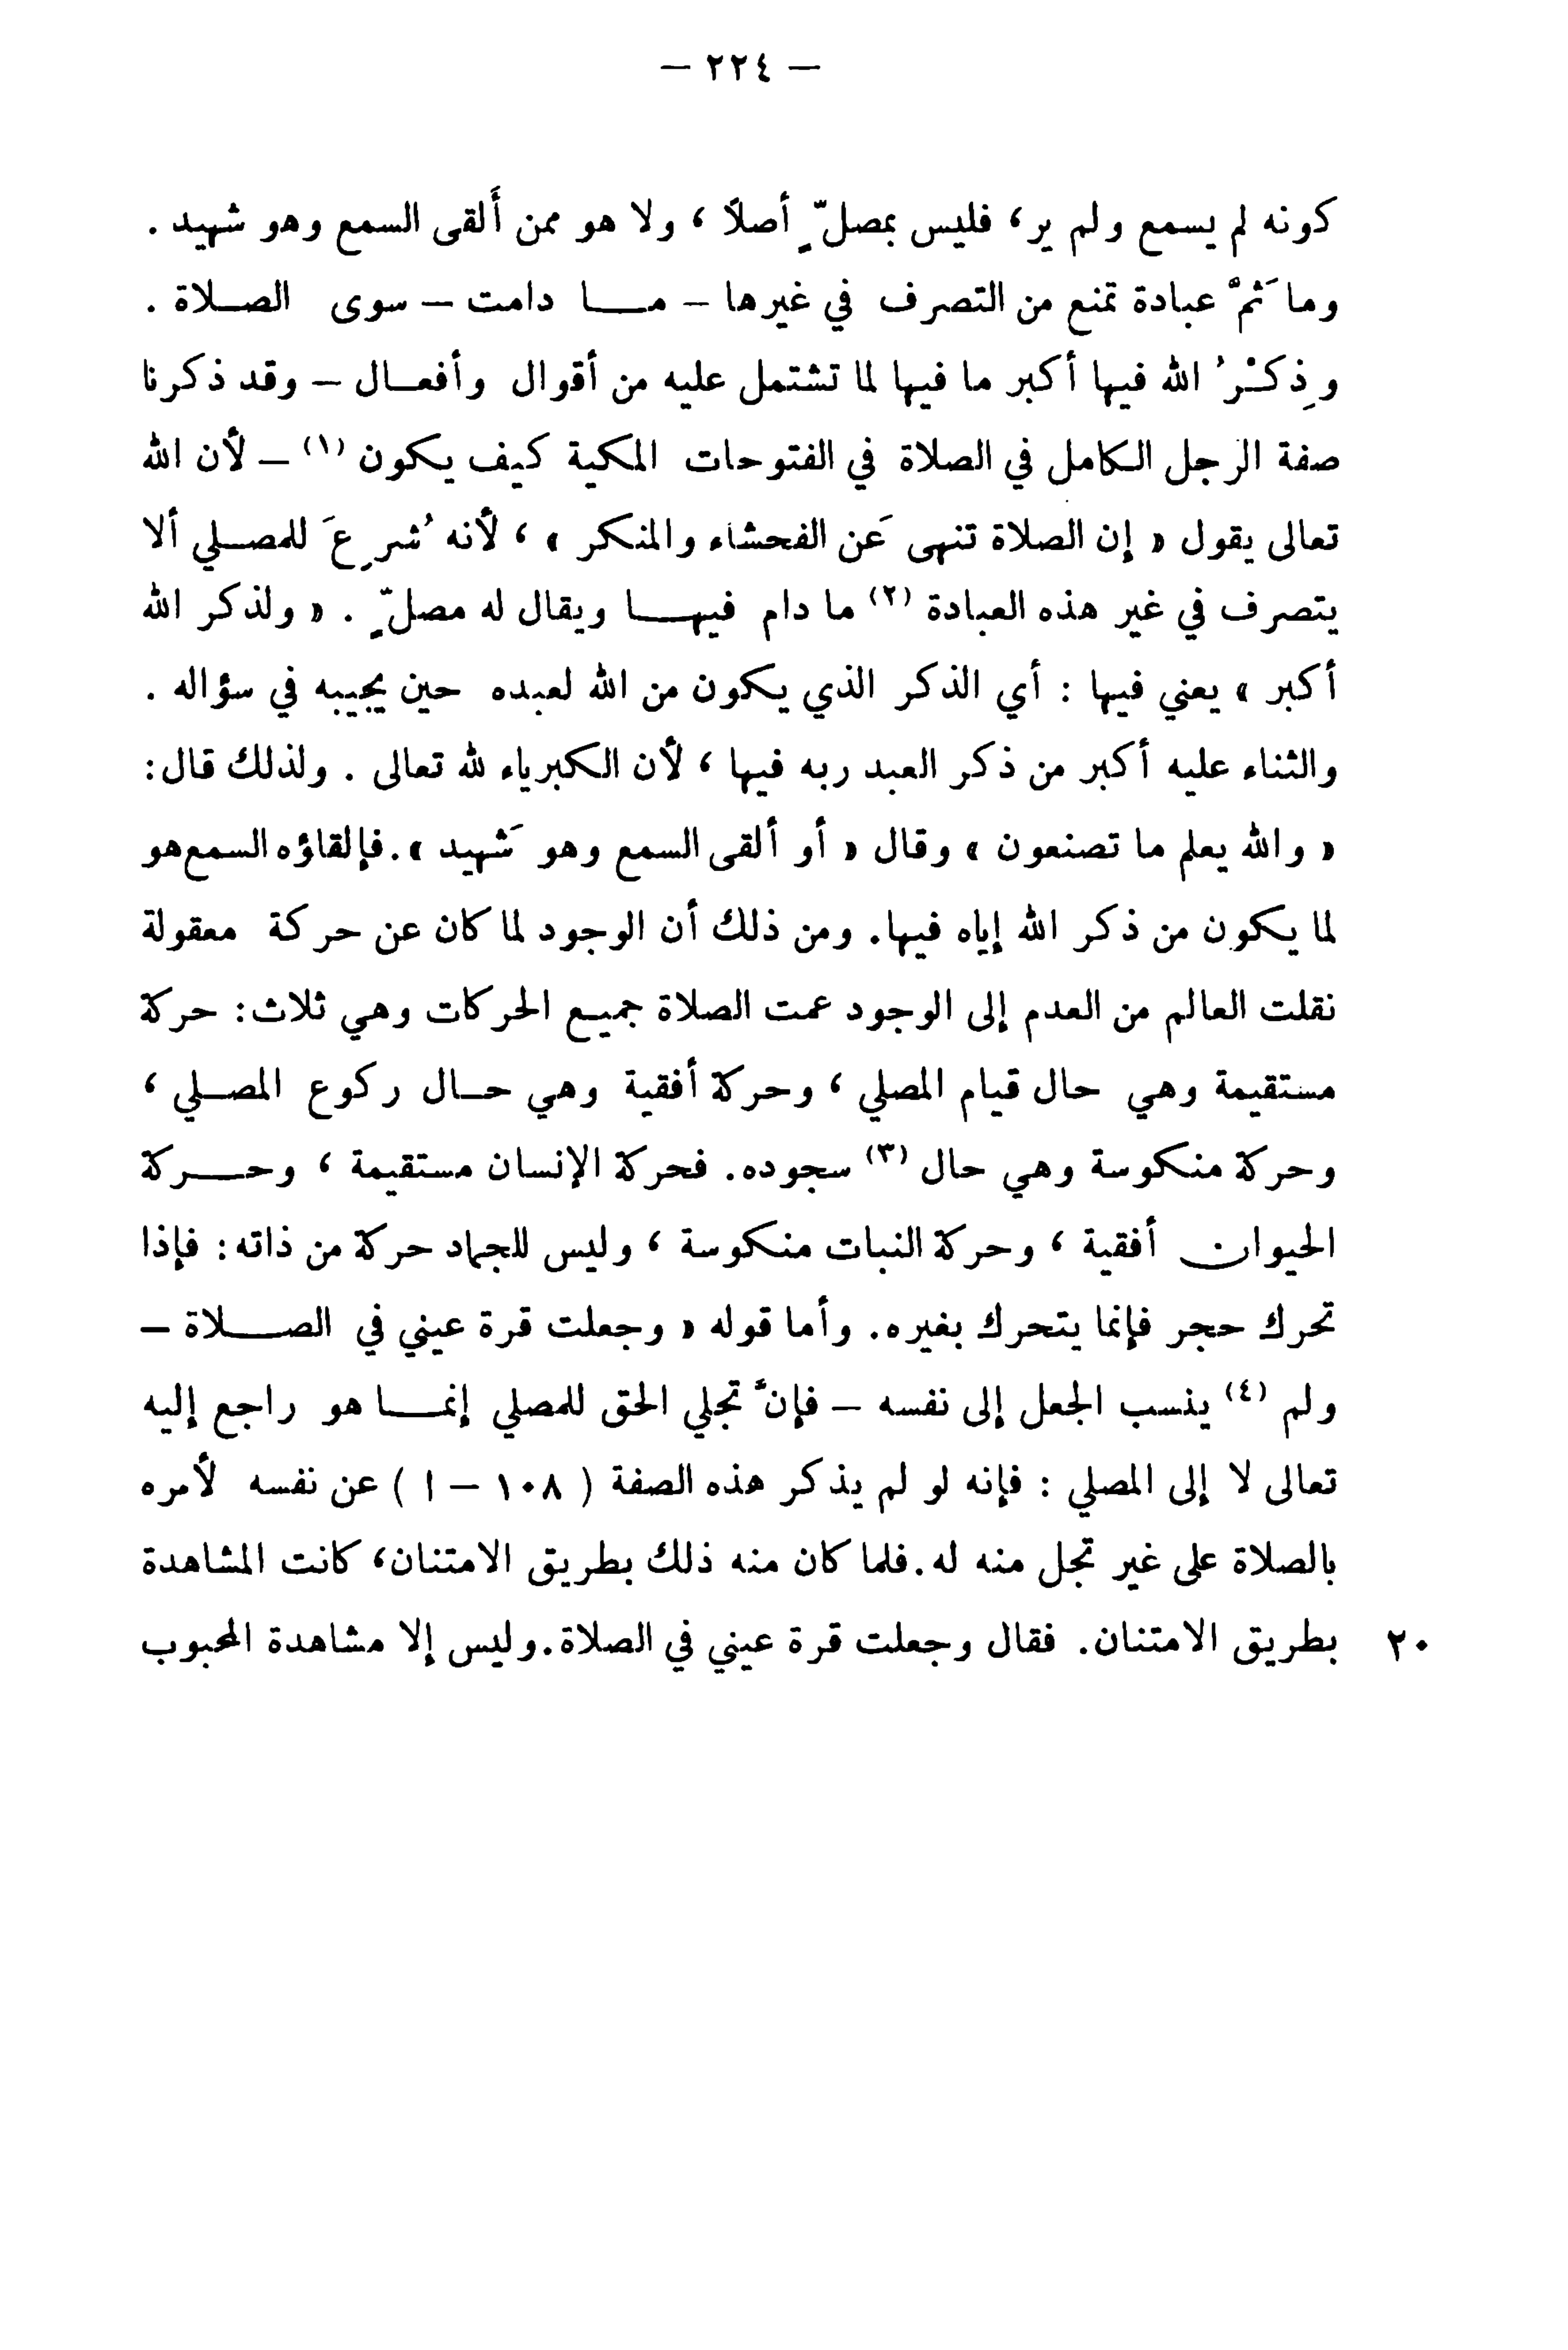 — ٢٢٤ —
كونه لم يسمع ولم ير، فليس بمصلٍّ أصلاً ، ولا هو ممن أَلقى السمع وهو شهيد .
وما ثَمَّ عبادة تمنع من التصرف في غيرها – مـا دامت – سوى الصـلاة .
وذِكْرُ الله فيها أكبر ما فيها لما تشتمل عليه من أقوال وأفعـال – وقد ذكرنا
صفة الرجل الكامل في الصلاة في الفتوحات المكية كيف يكون (١) – لأن الله
تعالى يقول « إن الصلاة تنهى عَن الفحشاء والمنكر » ، لأنه شُرِعَ للمصـلي ألا
يتصرف في غير هذه العبادة (٢) ما دام فيهـا ويقال له مصلٍّ . « ولذكر الله
أكبر » يعني فيها : أي الذكر الذي يكون من الله لعبده حين يجيبه في سؤاله .
والثناء عليه أكبر من ذكر العبد ربه فيها ، لأن الكبرياء لله تعالى . ولذلك قال:
« والله يعلم ما تصنعون » وقال « أو ألقى السمع وهو شَهيد ». فإلقاؤه السمع هو
لما يكون من ذكر الله إياه فيها. ومن ذلك أن الوجود لما كان عن حركة معقولة
نقلت العالم من العدم إلى الوجود عمت الصلاة جميع الحركات وهي ثلاث: حركة
مستقيمة وهي حال قيام المصلي ، وحركة أفقية وهي حـال ركوع المصـلي ،
وحركة منكوسة وهي حال (٣) سجوده. فحركة الإنسان مستقيمة ، وحـركة
الحيوان أفقية ، وحركة النبات منكوسة ، وليس للجماد حركة من ذاته: فإذا
تحرك حجر فإنما يتحرك بغيره. وأما قوله « وجعلت قرة عيني في الصـلاة –
ولم (٤) ينسب الجعل إلى نفسه – فإنَّ تجلي الحق للمصلي إنمـا هو راجع إليه
تعالى لا إلى المصلي : فإنه لو لم يذكر هذه الصفة ( ١٠٨ – ا ) عن نفسه لأمره
بالصلاة على غير تجل منه له. فلما كان منه ذلك بطريق الامتنان، كانت المشاهدة
٢٠ بطريق الامتنان. فقال وجعلت قرة عيني في الصلاة. وليس إلا مشاهدة المحبوب